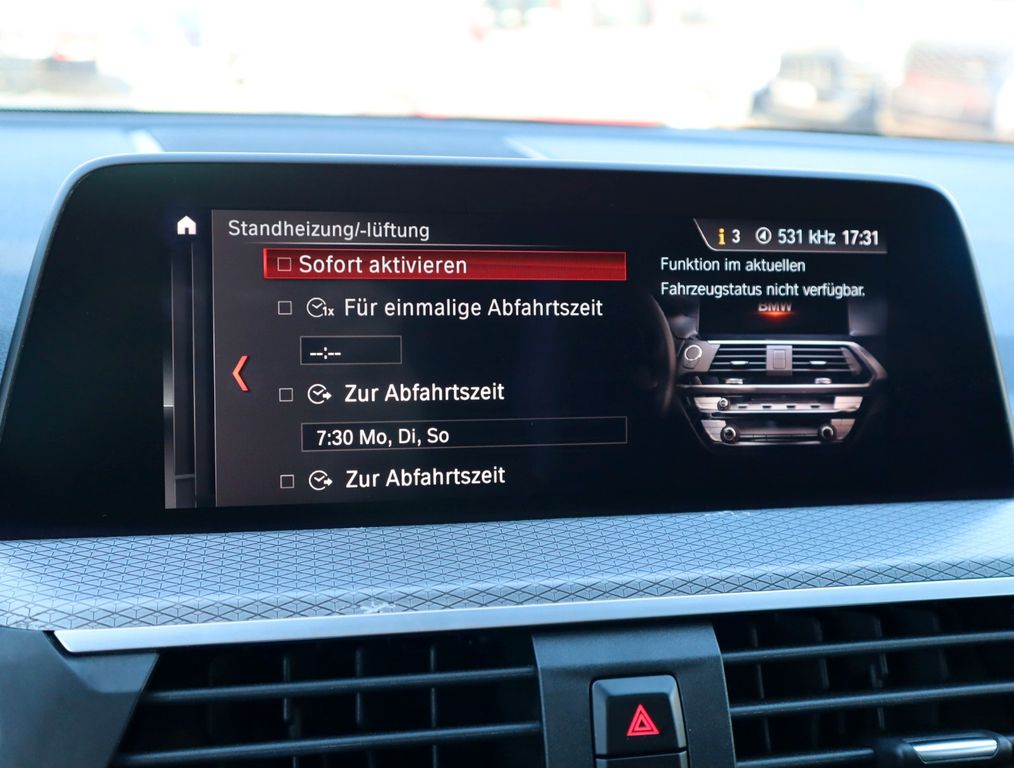 Standheizung/-lüftung
i 3 531 kHz 17:31
Sofort aktivieren
Funktion im aktuellen
Fahrzeugstatus nicht verfügbar.
BMW
1x Für einmalige Abfahrtszeit
--:--
Zur Abfahrtszeit
7:30 Mo, Di, So
Zur Abfahrtszeit